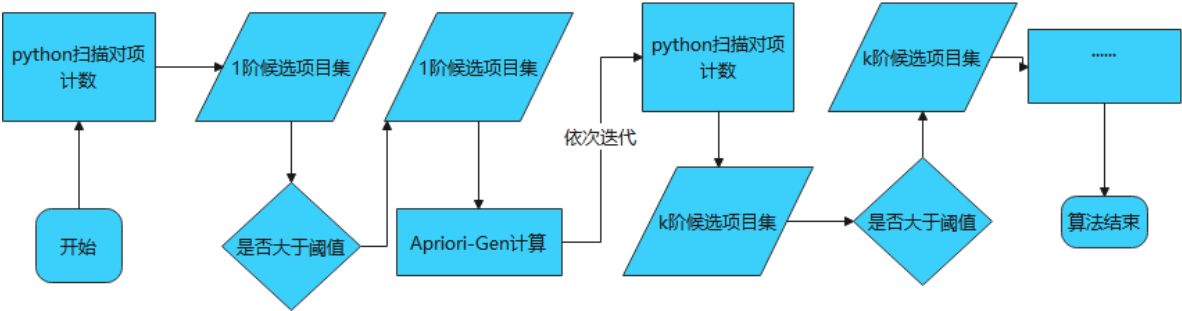 python扫描对项
计数
1阶候选项目集
1阶候选项目集
python扫描对项
计数
k阶候选项目集
......
依次迭代
开始
是否大于阈值
Apriori-Gen计算
k阶候选项目集
是否大于阈值
算法结束